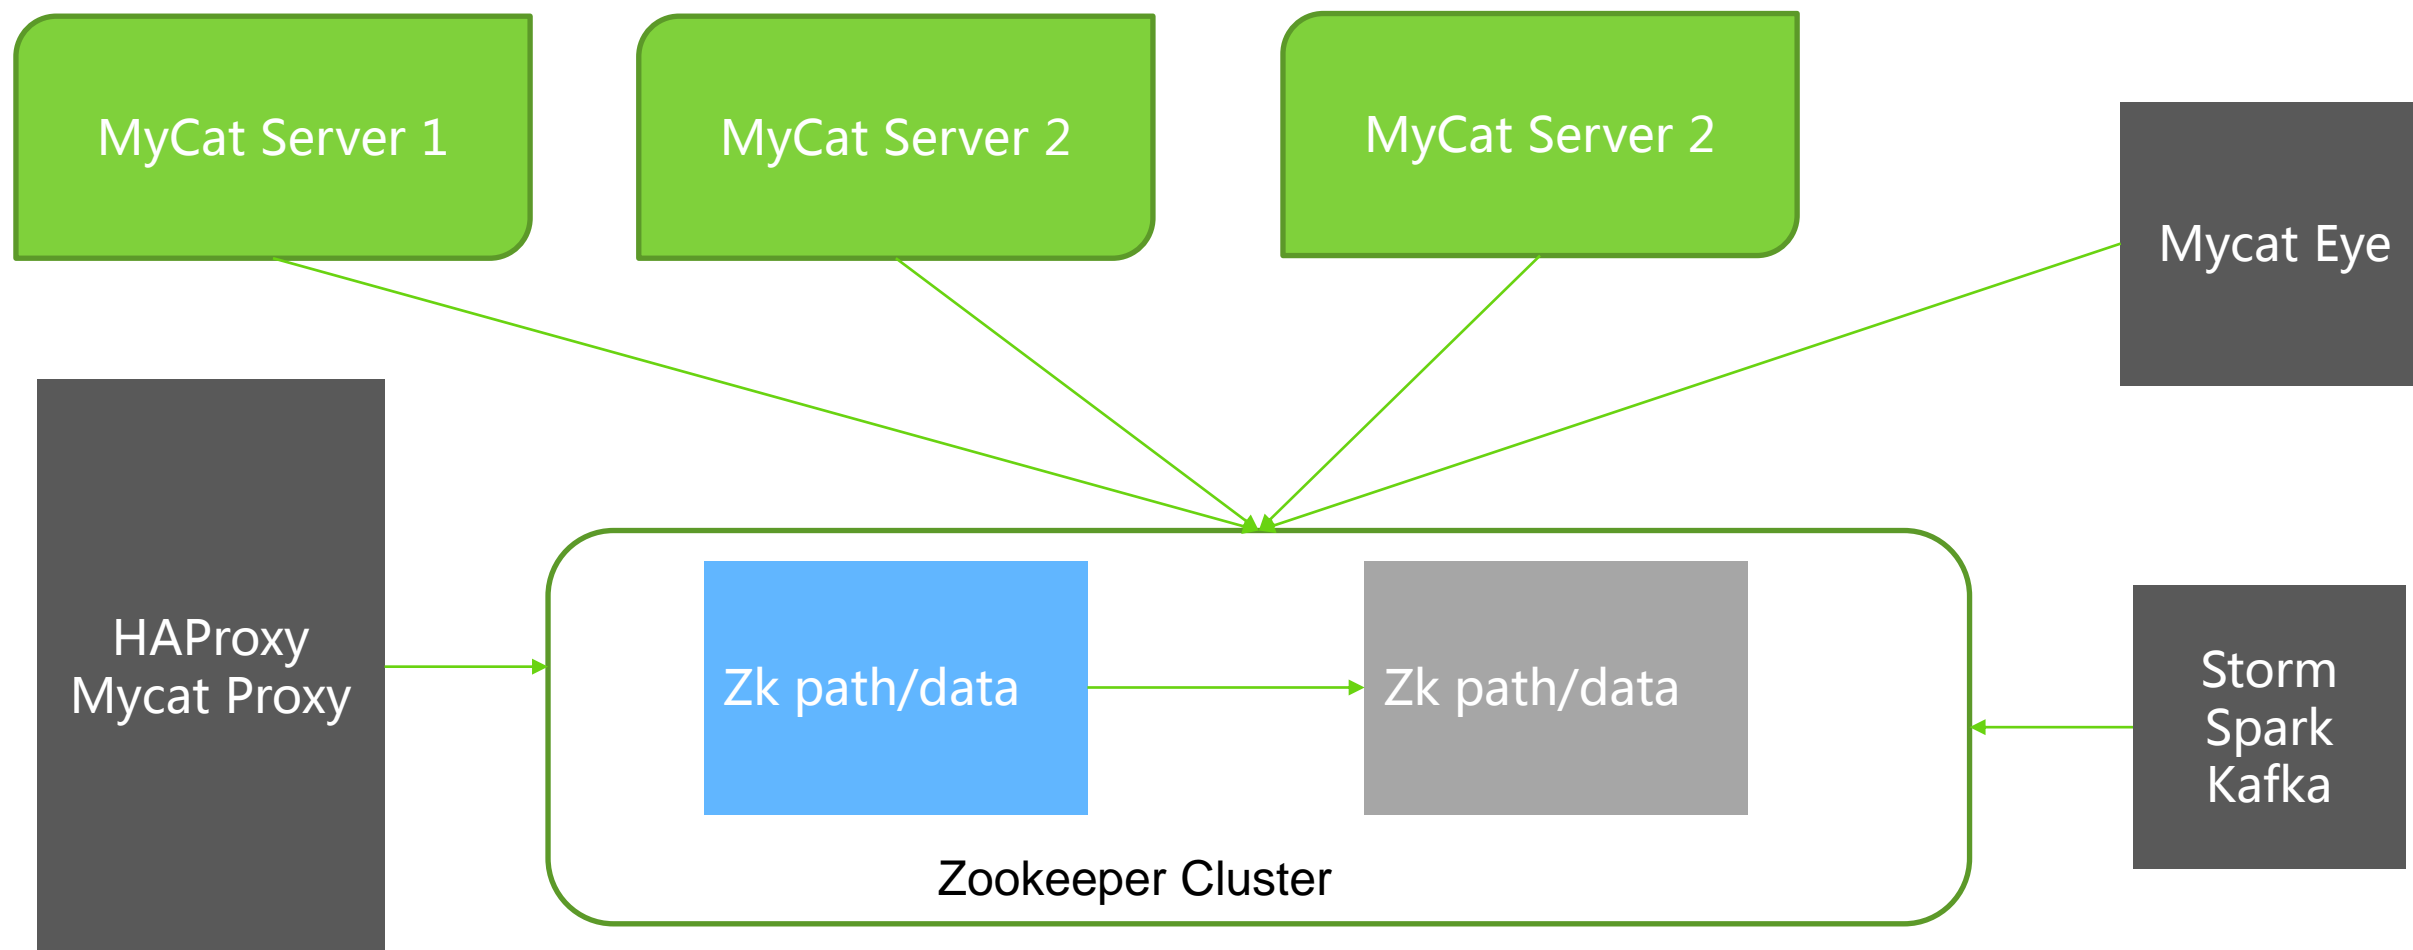 MyCat Server 1
MyCat Server 2
MyCat Server 2
Mycat Eye
HAProxy
Mycat Proxy
Zk path/data
Zk path/data
Zookeeper Cluster
Storm
Spark
Kafka